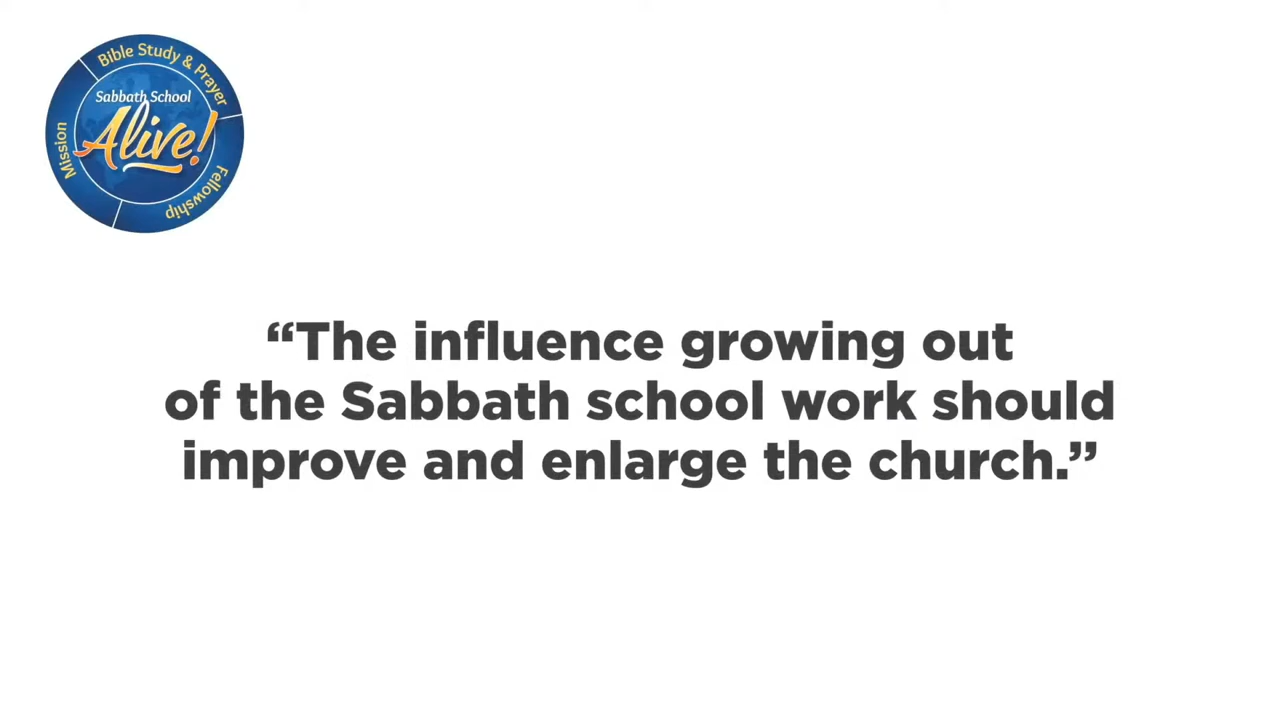 Bible Study & Prayer
Sabbath School
Alive!
Mission
Fellowship
“The influence growing out
of the Sabbath school work should
improve and enlarge the church.”